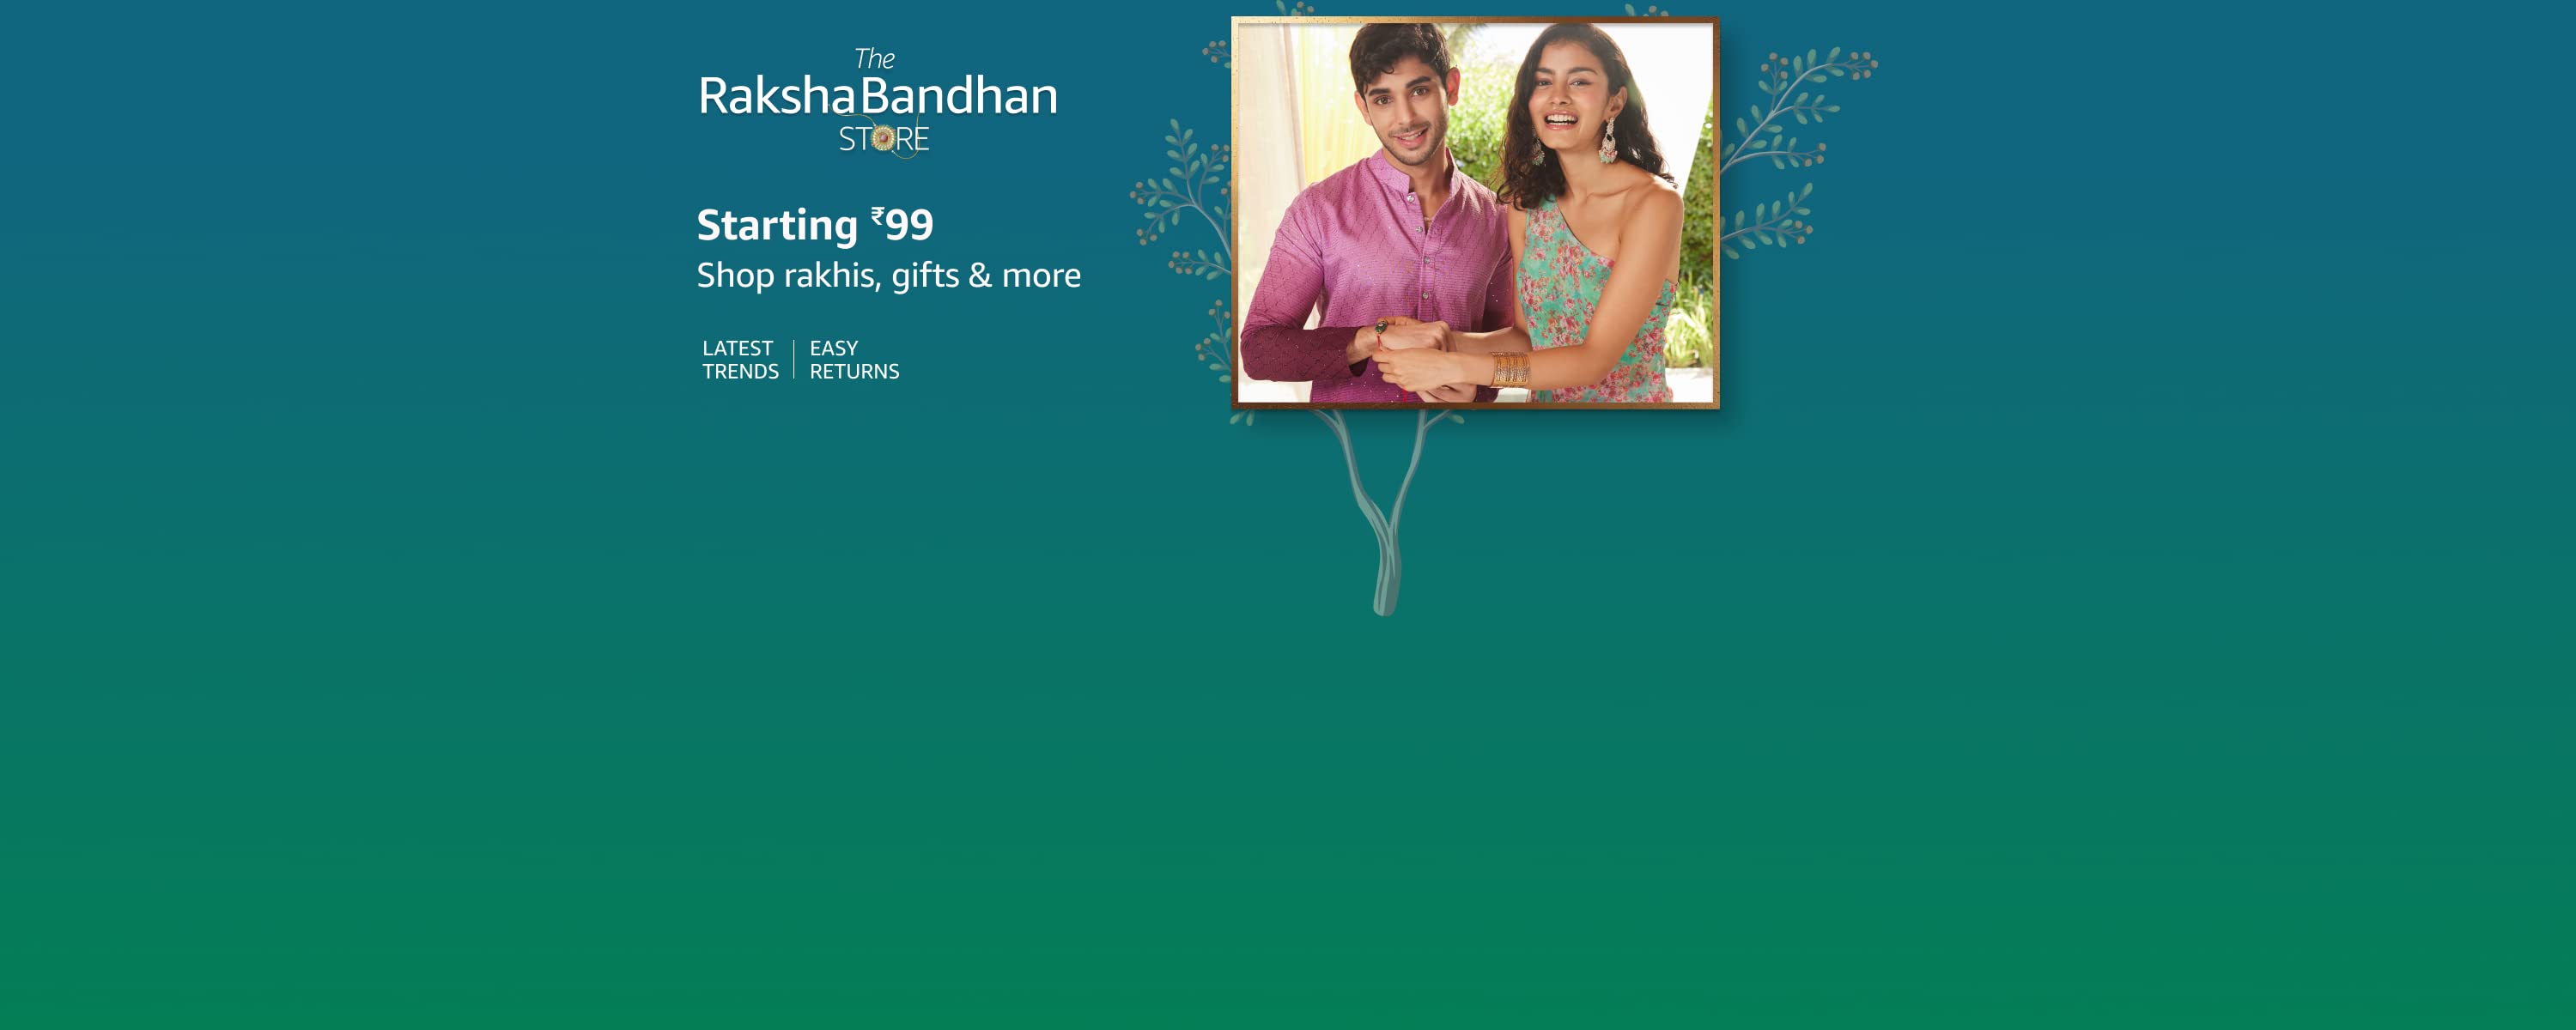 The
RakshaBandhan
STORE
Starting ₹99
Shop rakhis, gifts & more
LATEST
TRENDS
EASY
RETURNS